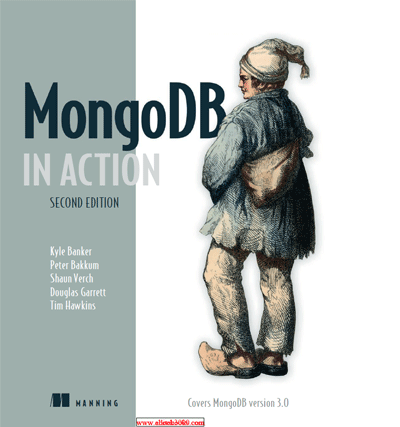 MongoDB
IN ACTION
SECOND EDITION
Kyle Banker
Peter Bakkum
Shaun Verch
Douglas Garrett
Tim Hawkins
MANNING
Covers MongoDB version 3.0